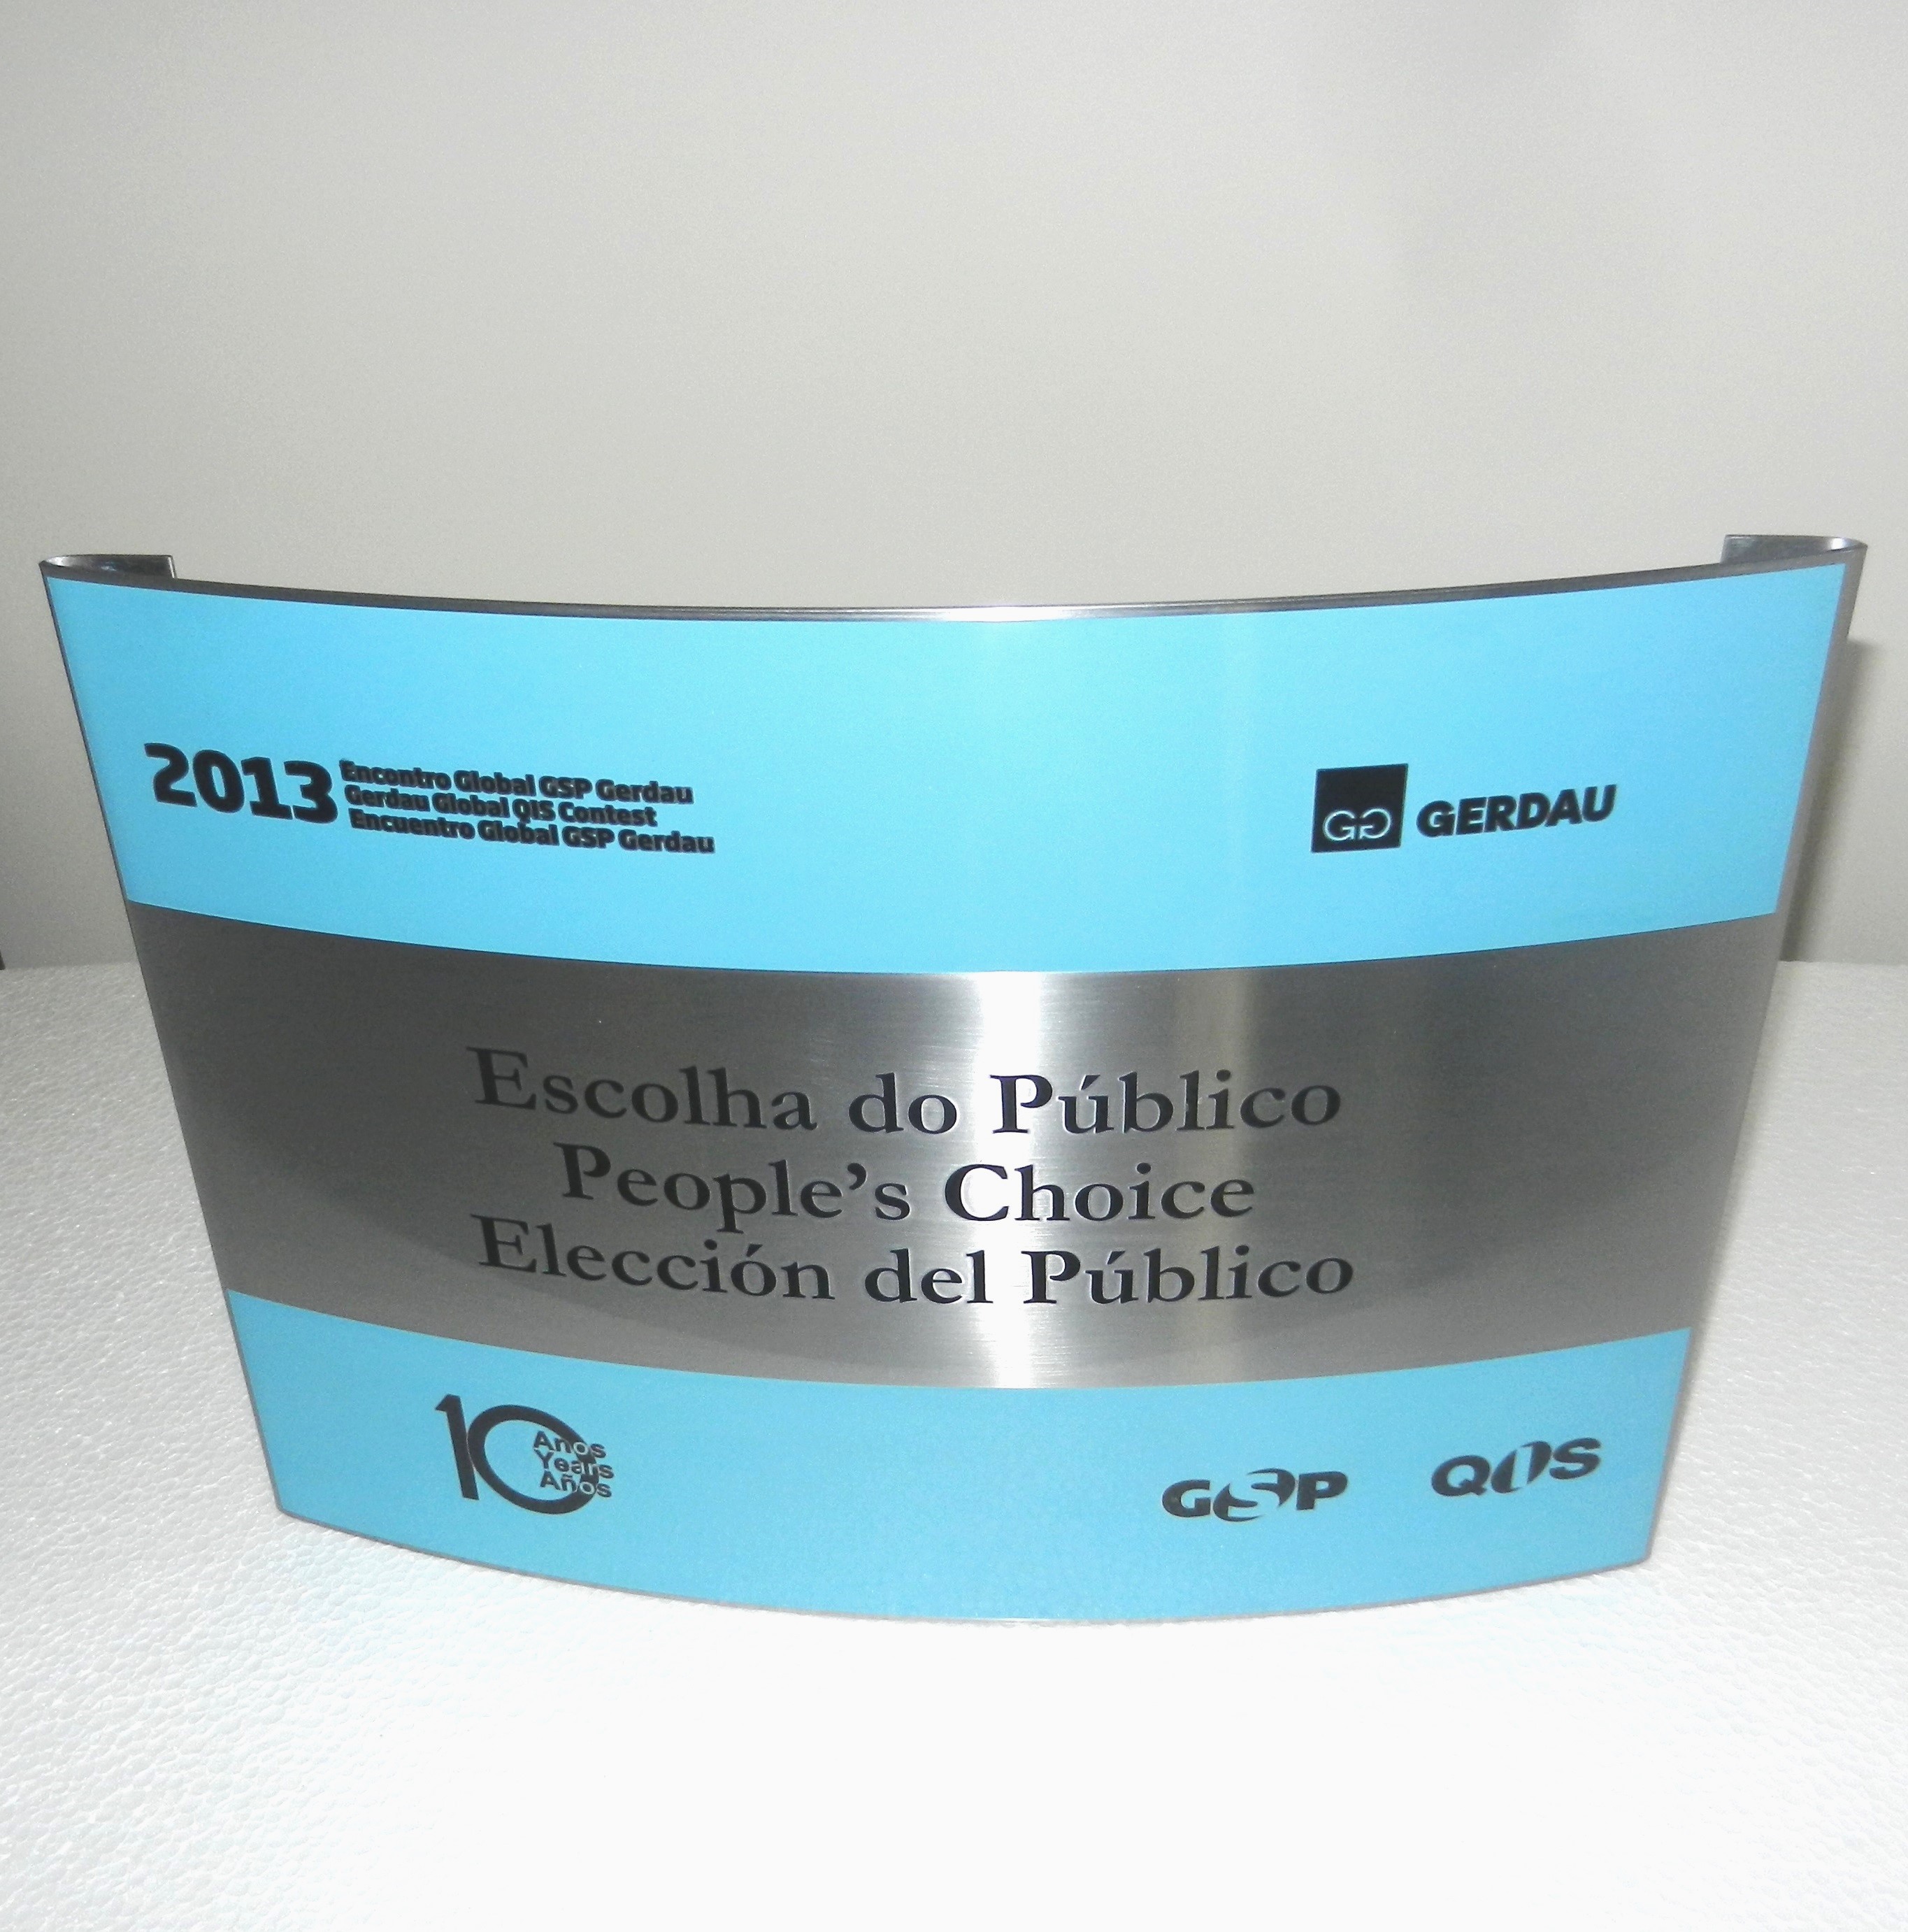 2013
Encontro Global GSP Gerdau
Gerdau Global QIS Contest
Encuentro Global GSP Gerdau
GERDAU
Escolha do Público
People's Choice
Elección del Público
10
Anos
Years
Años
GSP
QIS